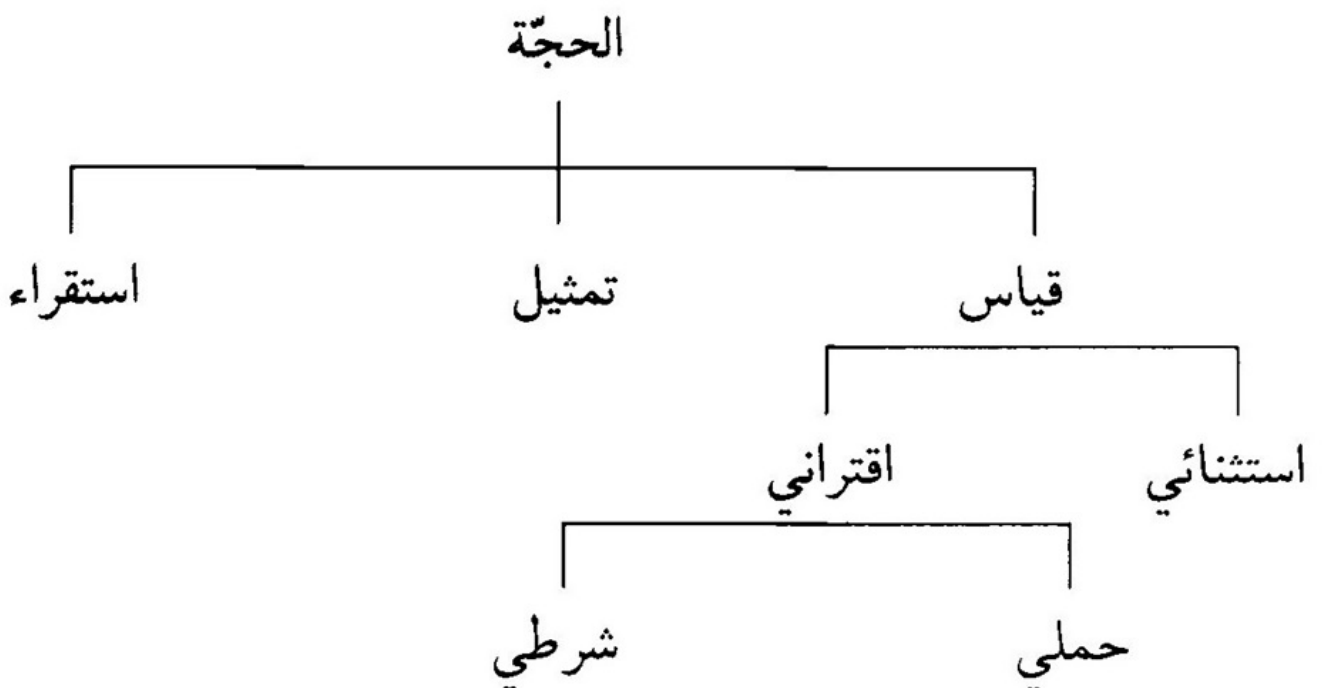 الحجّة
قياس تمثيل استقراء
استثنائي اقتراني
حملي شرطي